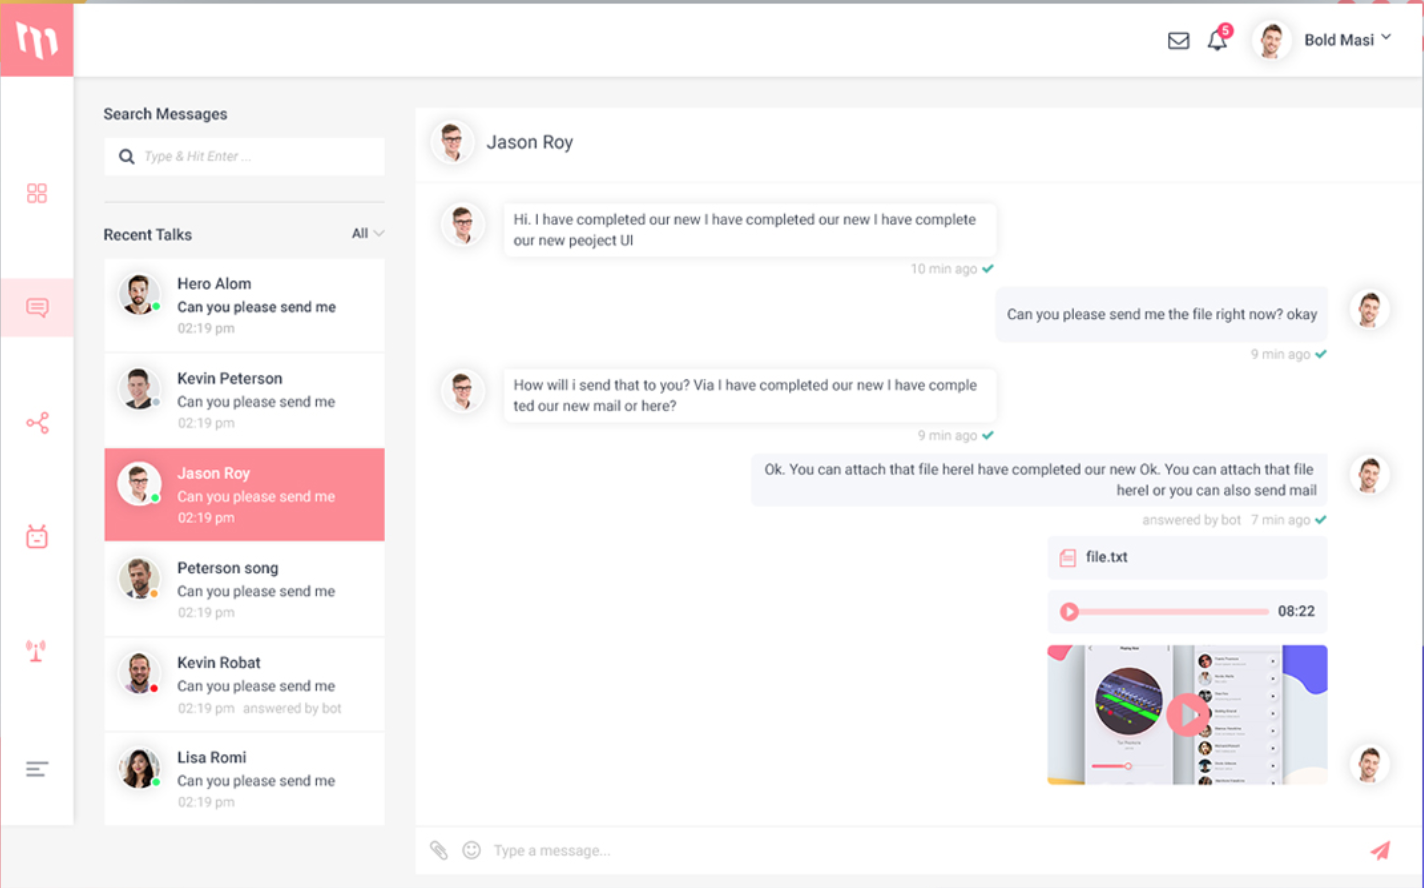 5
Bold Masi
Search Messages
Type & Hit Enter ...
Recent Talks
All
Hero Alom
Can you please send me
02:19 pm
Kevin Peterson
Can you please send me
02:19 pm
Jason Roy
Can you please send me
02:19 pm
Peterson song
Can you please send me
02:19 pm
Kevin Robat
Can you please send me
02:19 pm answered by bot
Lisa Romi
Can you please send me
02:19 pm
Jason Roy
Hi. I have completed our new I have completed our new I have complete
our new peoject UI
10 min ago
Can you please send me the file right now? okay
9 min ago
How will i send that to you? Via I have completed our new I have comple
ted our new mail or here?
9 min ago
Ok. You can attach that file hereI have completed our new Ok. You can attach that file
hereI or you can also send mail
answered by bot 7 min ago
file.txt
08:22
Type a message...